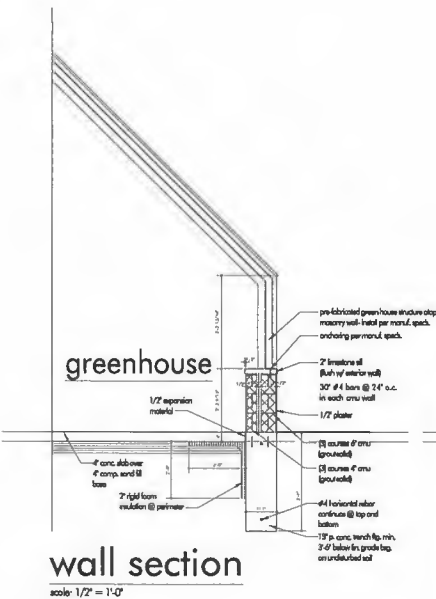 pre-fabricated green house structure atop
masonry wall- install per manuf. specs.
anchoring per manuf. specs.
greenhouse
2" limestone sill
(flush w/ exterior wall)
30" #4 bars @ 24" o.c.
in each cmu wall
1/2" expansion
material
1/2" plaster
(3) courses 6" cmu
(grout solid)
4" conc. slab over
4" comp. sand fill
base
(3) courses 4" cmu
(grout solid)
2" rigid foam
insulation @ perimeter
#4 horizontal rebar
continue @ top and
bottom
p. conc. trench ftg. min.
3'-6" below fin. grade brg.
on undisturbed soil
wall section
scale: 1/2" = 1'-0"